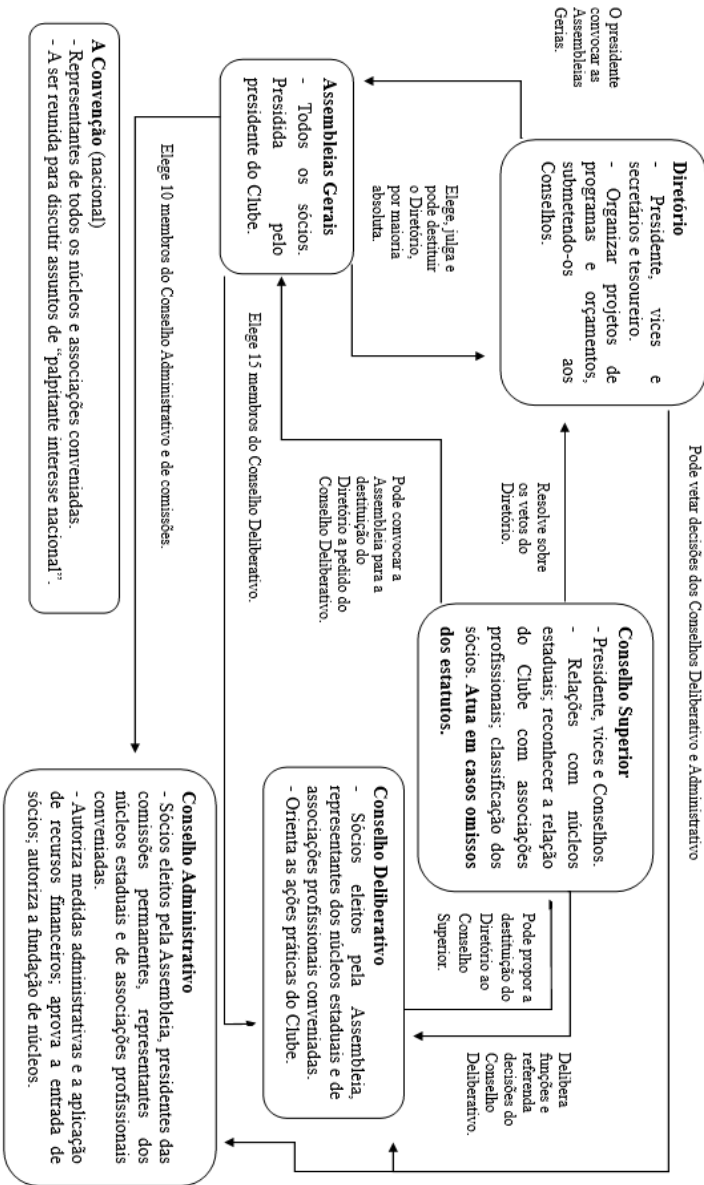 Pode vetar decisões dos Conselhos Deliberativo e Administrativo
Diretório
- Presidente, vices e
secretários e tesoureiro.
- Organizar projetos de
programas e orçamentos,
submetendo-os aos
Conselhos.
O presidente
convocar as
Assembleias
Gerias.
Elege, julga e
pode destituir
o Diretório,
por maioria
absoluta.
Resolve sobre
os vetos do
Diretório.
Conselho Superior
- Presidente, vices e Conselhos.
- Relações com núcleos
estaduais; reconhecer a relação
do Clube com associações
profissionais; classificação dos
sócios. Atua em casos omissos
dos estatutos.
Assembleias Gerais
- Todos os sócios.
Presidida pelo
presidente do Clube.
Pode convocar a
Assembleia para a
destituição do
Diretório a pedido do
Conselho Deliberativo.
Pode propor a
destituição do
Diretório ao
Conselho
Superior.
Delibera
funções e
referenda
decisões do
Conselho
Deliberativo.
Elege 15 membros do Conselho Deliberativo.
Conselho Deliberativo
- Sócios eleitos pela Assembleia,
representantes dos núcleos estaduais e de
associações profissionais conveniadas.
- Orienta as ações práticas do Clube.
Elege 10 membros do Conselho Administrativo e de comissões.
A Convenção (nacional)
- Representantes de todos os núcleos e associações conveniadas.
- A ser reunida para discutir assuntos de “palpitante interesse nacional”.
Conselho Administrativo
- Sócios eleitos pela Assembleia, presidentes das
comissões permanentes, representantes dos
núcleos estaduais e de associações profissionais
conveniadas.
- Autoriza medidas administrativas e a aplicação
de recursos financeiros; aprova a entrada de
sócios; autoriza a fundação de núcleos.